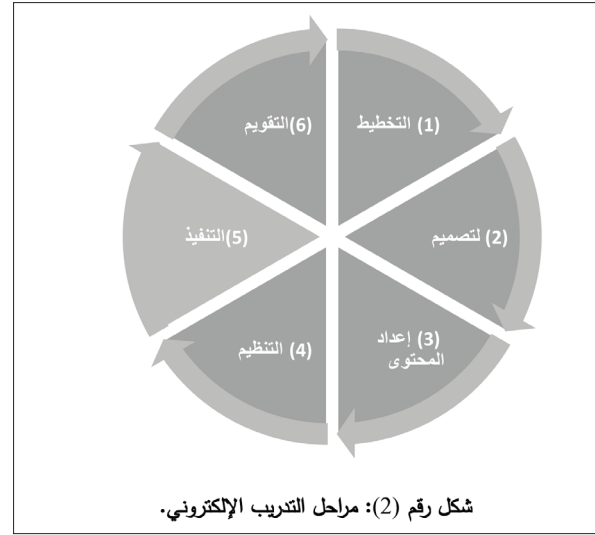 (1) التخطيط
(2) لتصميم
(3) إعداد
المحتوى
(4) التنظيم
(5)التنفيذ
(6)التقويم
شكل رقم (2): مراحل التدريب الإلكتروني.